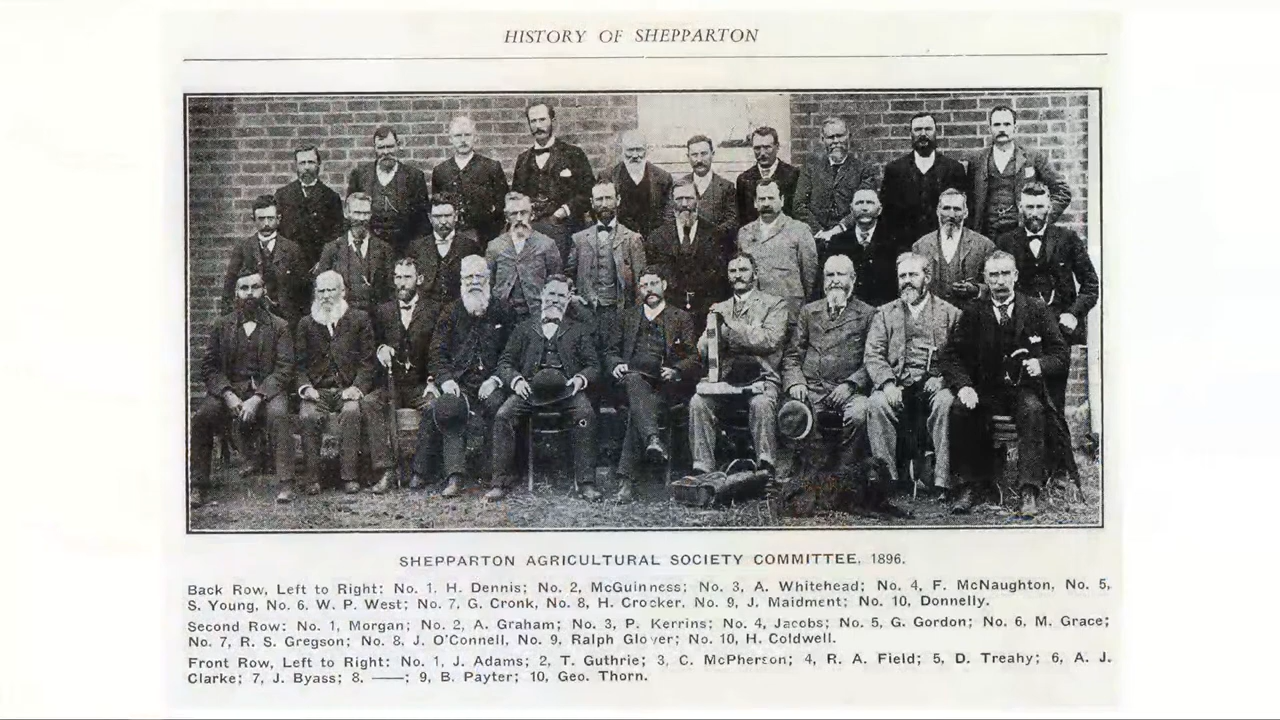 HISTORY OF SHEPPARTON
SHEPPARTON AGRICULTURAL SOCIETY COMMITTEE, 1896.
Back Row, Left to Right: No. 1, H. Dennis; No. 2, McGuinness; No. 3, A. Whitehead; No. 4, F. McNaughton, No. 5,
S. Young, No. 6, W. P. West; No. 7, G. Cronk, No. 8, H. Crocker, No. 9, J. Maidment; No. 10, Donnelly.
Second Row: No. 1, Morgan; No. 2, A. Graham; No. 3, P. Kerrins; No. 4, Jacobs; No. 5, G. Gordon; No. 6, M. Grace;
No. 7, R. S. Gregson; No. 8, J. O'Connell, No. 9, Ralph Glover; No. 10, H. Coldwell.
Front Row, Left to Right: No. 1, J. Adams; 2, T. Guthrie; 3, C. McPherson; 4, R. A. Field; 5, D. Treahy; 6, A. J.
Clarke; 7, J. Byass; 8. ——; 9, B. Payter; 10, Geo. Thorn.